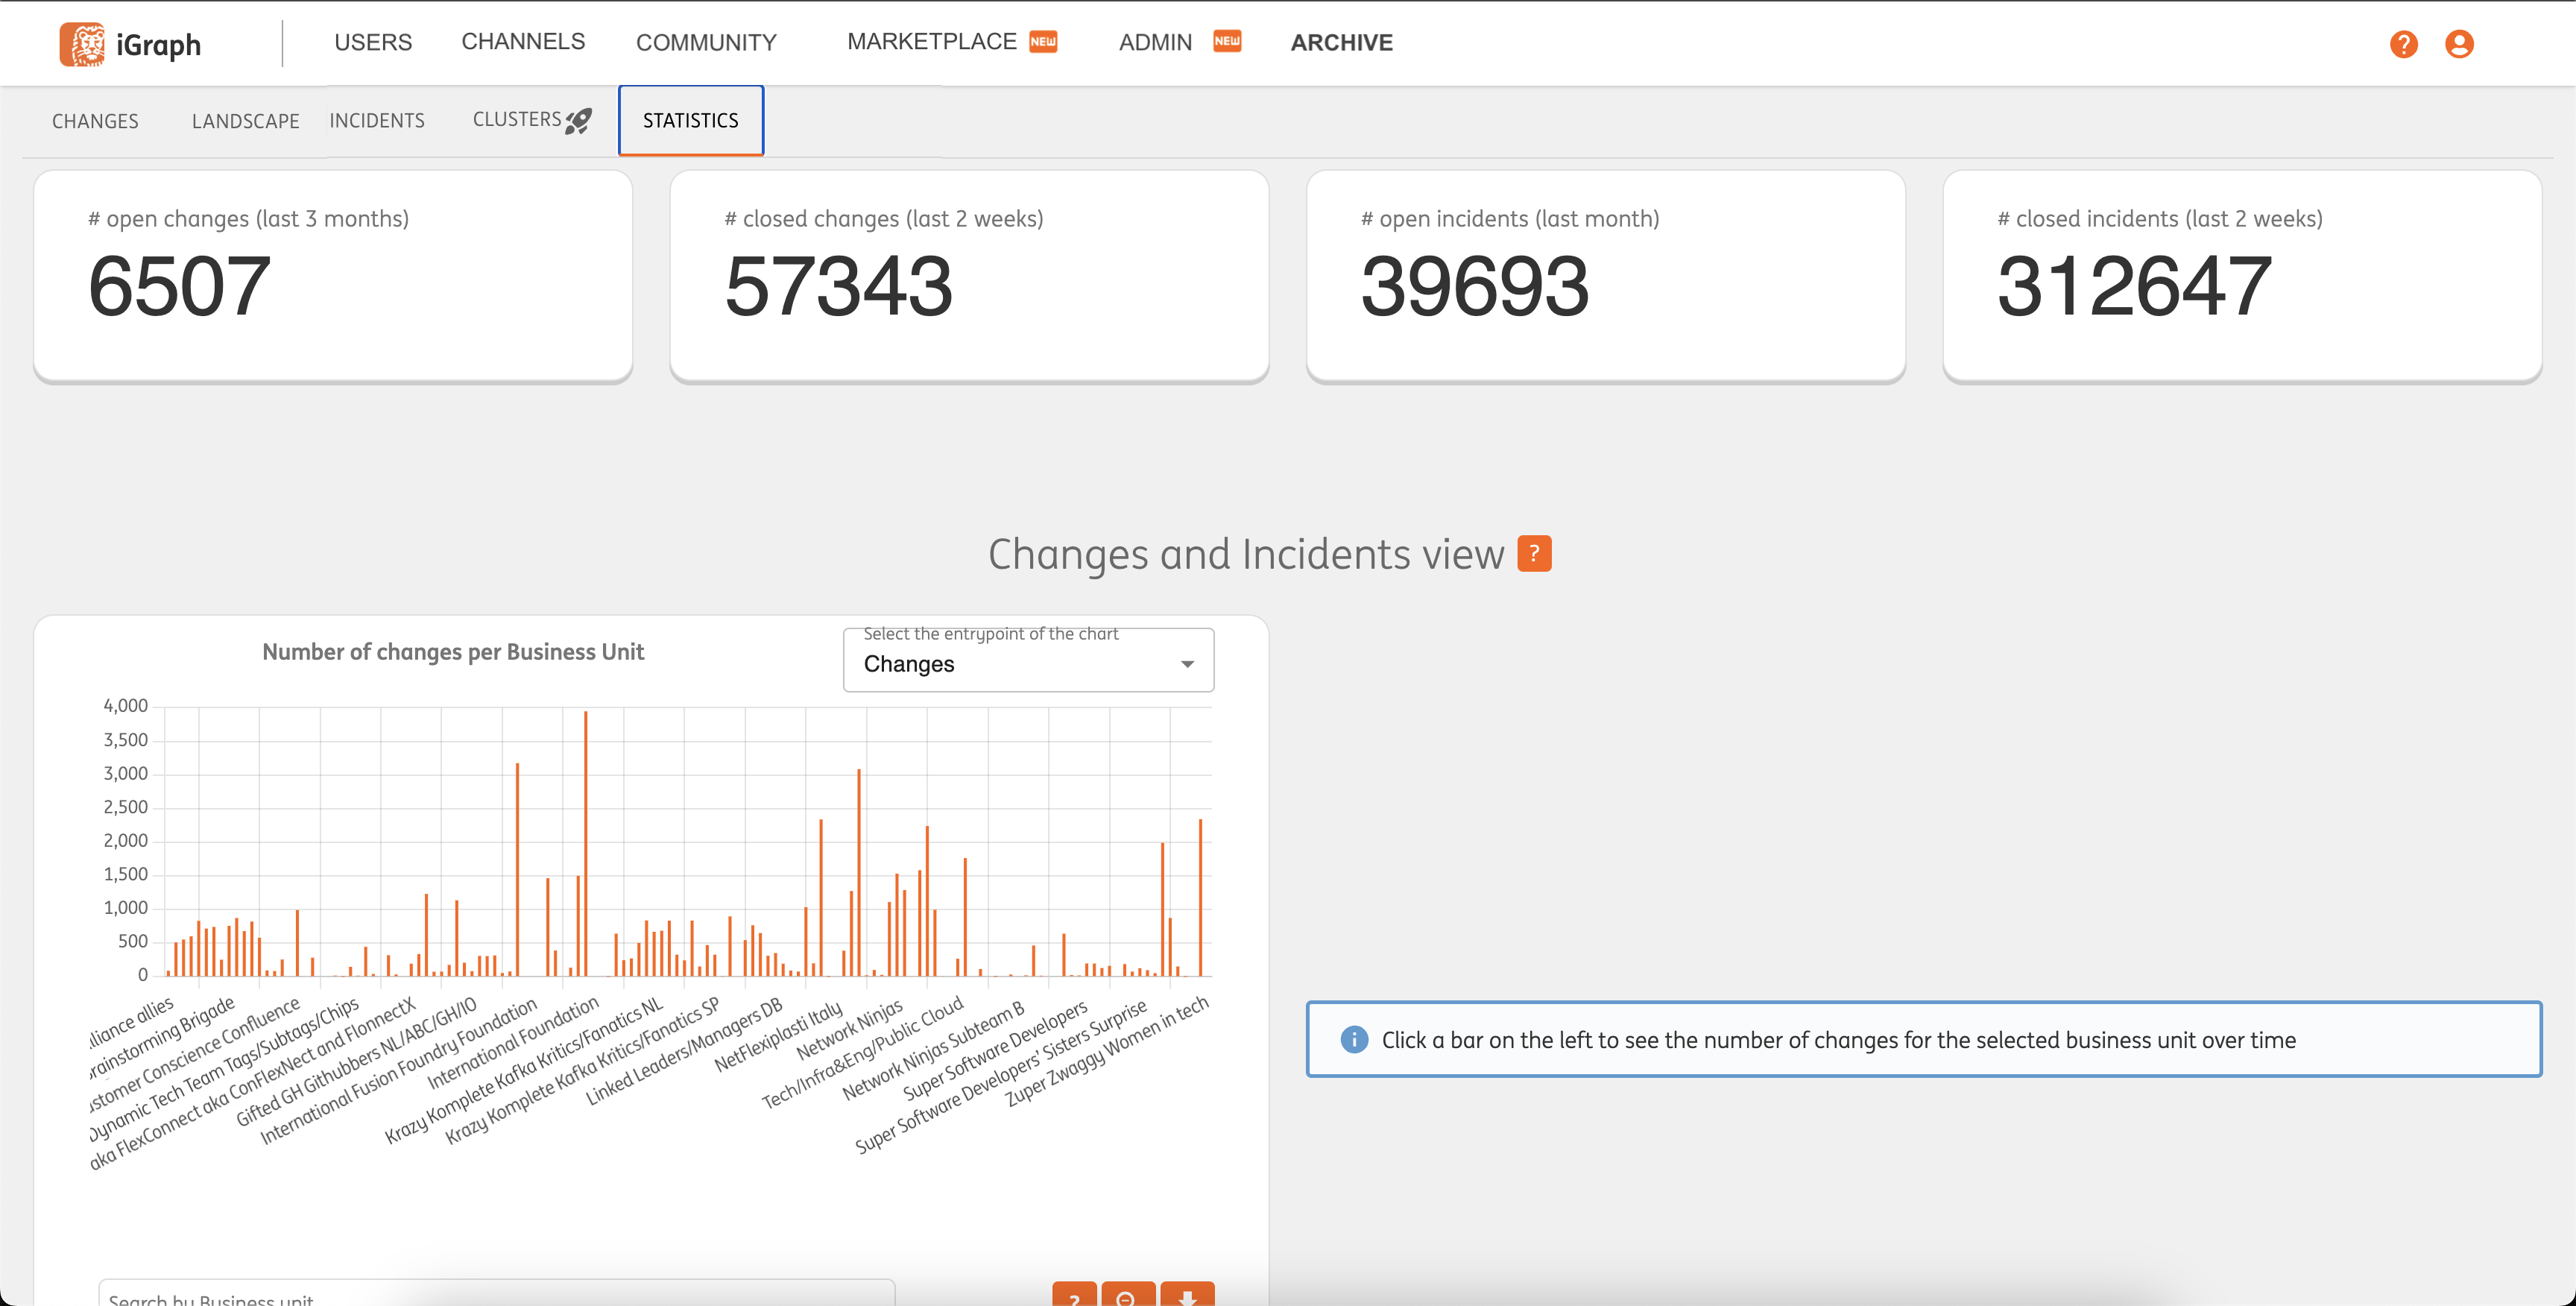 iGraph
USERS
CHANNELS
COMMUNITY
MARKETPLACE NEW
ADMIN NEW
ARCHIVE
?
CHANGES
LANDSCAPE
INCIDENTS
CLUSTERS
STATISTICS
# open changes (last 3 months)
6507
# closed changes (last 2 weeks)
57343
# open incidents (last month)
39693
# closed incidents (last 2 weeks)
312647
Changes and Incidents view ?
Number of changes per Business Unit
Select the entrypoint of the chart
Changes
4,000
3,500
3,000
2,500
2,000
1,500
1,000
500
0
lliance allies
rainstorming Brigade
ustomer Conscience Confluence
Dynamic Tech Team Tags/Subtags/Chips
aka FlexConnect aka ConFlexNect and FlonnectX
Gifted GH Githubbers NL/ABC/GH/IO
International Fusion Foundry Foundation
International Foundation
Krazy Komplete Kafka Kritics/Fanatics NL
Krazy Komplete Kafka Kritics/Fanatics SP
Linked Leaders/Managers DB
NetFlexiplasti Italy
Network Ninjas
Tech/Infra&Eng/Public Cloud
Network Ninjas Subteam B
Super Software Developers
Super Software Developers' Sisters Surprise
Zuper Zwaggy Women in tech
Click a bar on the left to see the number of changes for the selected business unit over time
Search by Business unit
?